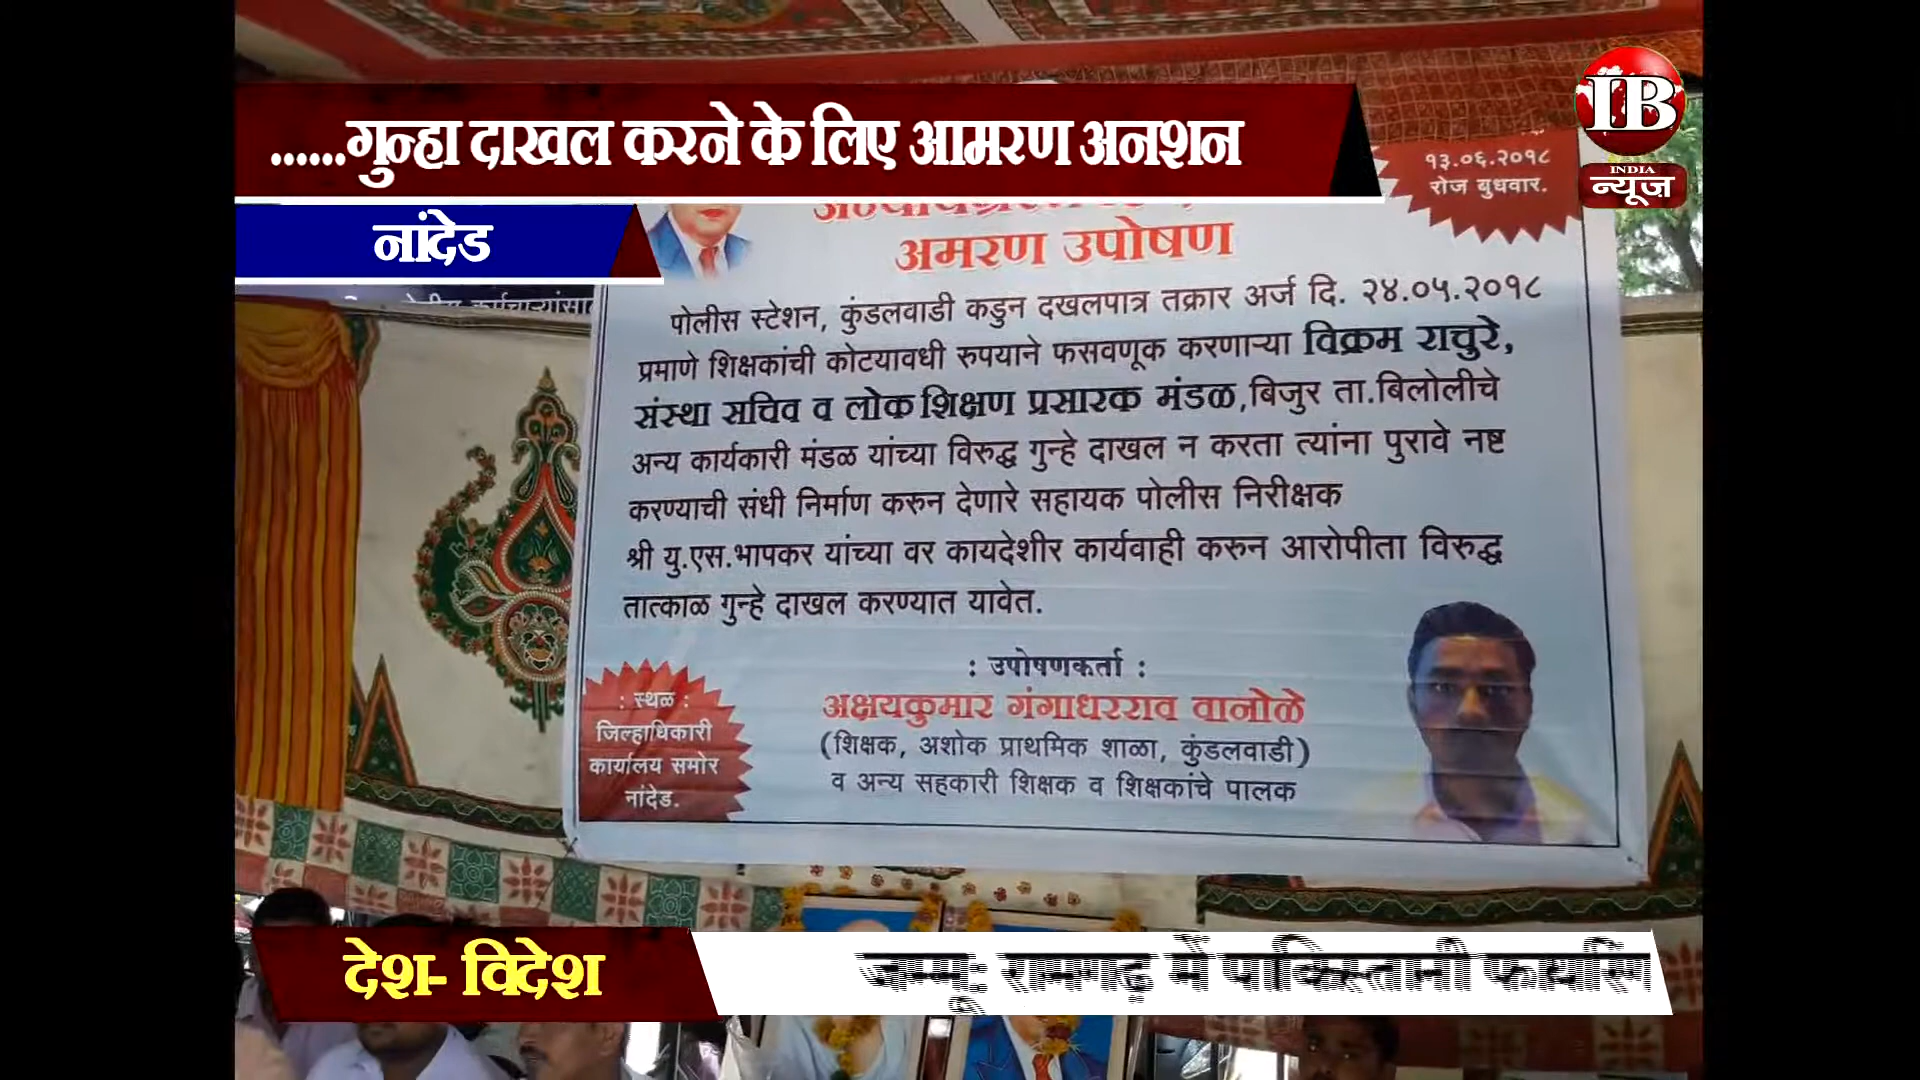 ......गुन्हा दाखल करने के लिए आमरण अनशन
IB
INDIA
न्यूज़
नांदेड
१३.०६.२०१८
रोज बुधवार.
अमरण उपोषण
पोलीस स्टेशन, कुंडलवाडी कडुन दखलपात्र तक्रार अर्ज दि. २४.०५.२०१८
प्रमाणे शिक्षकांची कोटयावधी रुपयाने फसवणूक करणाऱ्या विक्रम राचुरे,
संस्था सचिव व लोक शिक्षण प्रसारक मंडळ,बिजुर ता.बिलोलीचे
अन्य कार्यकारी मंडळ यांच्या विरुद्ध गुन्हे दाखल न करता त्यांना पुरावे नष्ट
करण्याची संधी निर्माण करुन देणारे सहायक पोलीस निरीक्षक
श्री यु.एस.भापकर यांच्या वर कायदेशीर कार्यवाही करुन आरोपीता विरुद्ध
तात्काळ गुन्हे दाखल करण्यात यावेत.
: उपोषणकर्ता :
अक्षयकुमार गंगाधरराव वानोळे
(शिक्षक, अशोक प्राथमिक शाळा, कुंडलवाडी)
व अन्य सहकारी शिक्षक व शिक्षकांचे पालक
: स्थळ :
जिल्हाधिकारी
कार्यालय समोर
नांदेड.
देश- विदेश
जम्मू: रामगढ़ में पाकिस्तानी फायरिंग